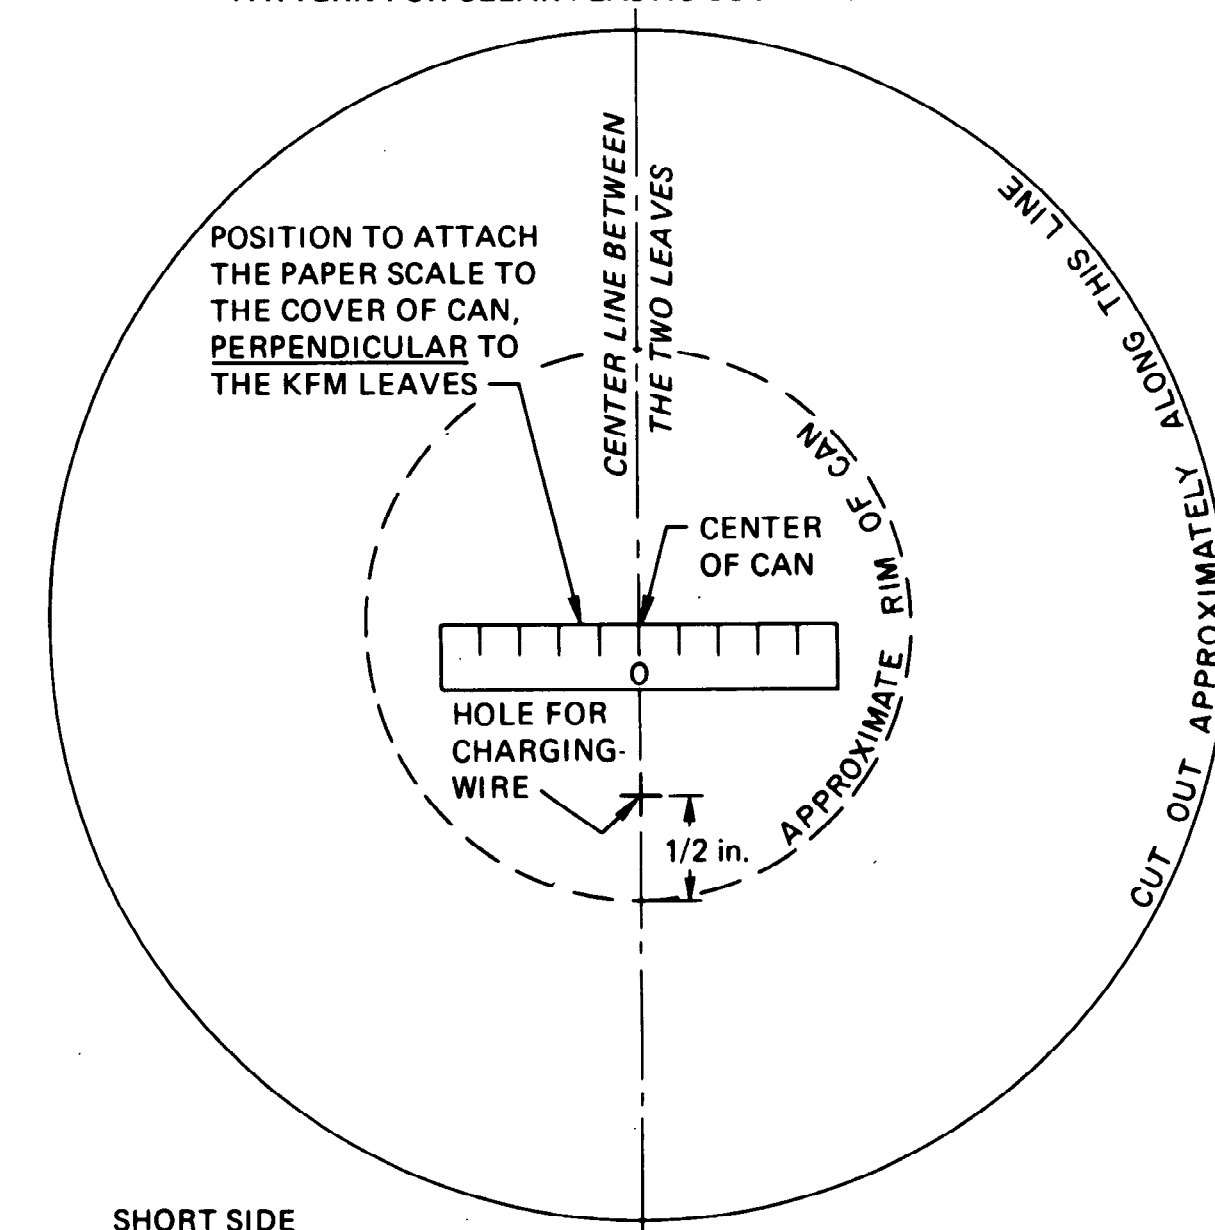 CENTER LINE BETWEEN
THE TWO LEAVES
POSITION TO ATTACH
THE PAPER SCALE TO
THE COVER OF CAN,
PERPENDICULAR TO
THE KFM LEAVES
CENTER
OF CAN
0
HOLE FOR
CHARGING-
WIRE
1/2 in.
APPROXIMATE RIM OF CAN
CUT OUT APPROXIMATELY ALONG THIS LINE
SHORT SIDE